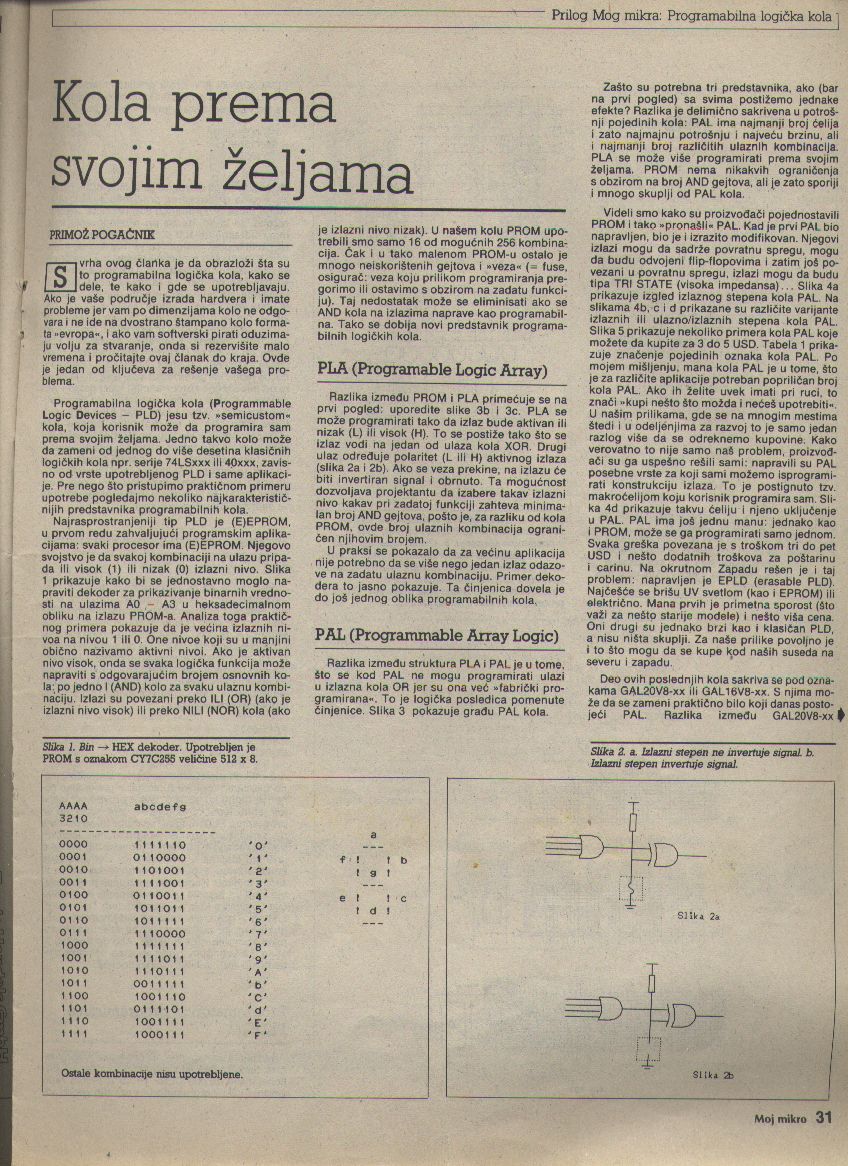 Prilog Mog mikra: Programabilna logička kola
Kola prema
svojim željama
PRIMOŽ POGAČNIK
Svrha ovog članka je da obrazloži šta su
to programabilna logička kola, kako se
dele, te kako i gde se upotrebljavaju.
Ako je vaše područje izrada hardvera i imate
probleme jer vam po dimenzijama kolo ne odgo-
vara i ne ide na dvostrano štampano kolo forma-
ta »evropa«, i ako vam softverski pirati oduzima-
ju volju za stvaranje, onda si rezervišite malo
vremena i pročitajte ovaj članak do kraja. Ovde
je jedan od ključeva za rešenje vašega pro-
blema.
Programabilna logička kola (Programmable
Logic Devices – PLD) jesu tzv. »semicustom«
kola, koja korisnik može da programira sam
prema svojim željama. Jedno takvo kolo može
da zameni od jednog do više desetina klasičnih
logičkih kola npr. serije 74LSxxx ili 40xxx, zavis-
no od vrste upotrebljenog PLD i same aplikaci-
je. Pre nego što pristupimo praktičnom primeru
upotrebe pogledajmo nekoliko najkarakteristič-
nijih predstavnika programabilnih kola.
Najrasprostranjeniji tip PLD je (E)EPROM,
u prvom redu zahvaljujući programskim aplika-
cijama: svaki procesor ima (E)EPROM. Njegovo
svojstvo je da svakoj kombinaciji na ulazu pripa-
da ili visok (1) ili nizak (0) izlazni nivo. Slika
1 prikazuje kako bi se jednostavno moglo na-
praviti dekoder za prikazivanje binarnih vredno-
sti na ulazima A0 – A3 u heksadecimalnom
obliku na izlazu PROM-a. Analiza toga praktič-
nog primera pokazuje da je većina izlaznih ni-
voa na nivou 1 ili 0. One nivoe koji su u manjini
obično nazivamo aktivni nivoi. Ako je aktivan
nivo visok, onda se svaka logička funkcija može
napraviti s odgovarajućim brojem osnovnih ko-
la: po jedno I (AND) kolo za svaku ulaznu kombi-
naciju. Izlazi su povezani preko ILI (OR) (ako je
izlazni nivo visok) ili preko NILI (NOR) kola (ako
je izlazni nivo nizak). U našem kolu PROM upo-
trebili smo samo 16 od mogućnih 256 kombina-
cija. Čak i u tako malenom PROM-u ostalo je
mnogo neiskorištenih gejtova i »veza« (= fuse,
osigurač: veza koju prilikom programiranja pre-
gorimo ili ostavimo s obzirom na zadatu funkci-
ju). Taj nedostatak može se eliminisati ako se
AND kola na izlazima naprave kao programabil-
na. Tako se dobija novi predstavnik programa-
bilnih logičkih kola.
PLA (Programable Logic Array)
Razlika između PROM i PLA primećuje se na
prvi pogled: uporedite slike 3b i 3c. PLA se
može programirati tako da izlaz bude aktivan ili
nizak (L) ili visok (H). To se postiže tako što se
izlaz vodi na jedan od ulaza kola XOR. Drugi
ulaz određuje polaritet (L ili H) aktivnog izlaza
(slika 2a i 2b). Ako se veza prekine, na izlazu će
biti invertiran signal i obrnuto. Ta mogućnost
dozvoljava projektantu da izabere takav izlazni
nivo kakav pri zadatoj funkciji zahteva minima-
lan broj AND gejtova, pošto je, za razliku od kola
PROM, ovde broj ulaznih kombinacija ograni-
čen njihovim brojem.
U praksi se pokazalo da za većinu aplikacija
nije potrebno da se više nego jedan izlaz odazo-
ve na zadatu ulaznu kombinaciju. Primer deko-
dera to jasno pokazuje. Ta činjenica dovela je
do još jednog oblika programabilnih kola.
PAL (Programmable Array Logic)
Razlika između struktura PLA i PAL je u tome,
što se kod PAL ne mogu programirati ulazi
u izlazna kola OR jer su ona već »fabrički pro-
gramirana«. To je logička posledica pomenute
činjenice. Slika 3 pokazuje građu PAL kola.
Zašto su potrebna tri predstavnika, ako (bar
na prvi pogled) sa svima postižemo jednake
efekte? Razlika je delimično sakrivena u potroš-
nji pojedinih kola: PAL ima najmanji broj ćelija
i zato najmajnu potrošnju i najveću brzinu, ali
i najmanji broj različitih ulaznih kombinacija.
PLA se može više programirati prema svojim
željama. PROM nema nikakvih ograničenja
s obzirom na broj AND gejtova, ali je zato sporiji
i mnogo skuplji od PAL kola.
Videli smo kako su proizvođači pojednostavili
PROM i tako »pronašli« PAL. Kad je prvi PAL bio
napravljen, bio je i izrazito modifikovan. Njegovi
izlazi mogu da sadrže povratnu spregu, mogu
da budu odvojeni flip-flopovima i zatim još po-
vezani u povratnu spregu, izlazi mogu da budu
tipa TRI STATE (visoka impedansa)... Slika 4a
prikazuje izgled izlaznog stepena kola PAL. Na
slikama 4b, c i d prikazane su različite varijante
izlaznih ili ulazno/izlaznih stepena kola PAL.
Slika 5 prikazuje nekoliko primera kola PAL koje
možete da kupite za 3 do 5 USD. Tabela 1 prika-
zuje značenje pojedinih oznaka kola PAL. Po
mojem mišljenju, mana kola PAL je u tome, što
je za različite aplikacije potreban popriličan broj
kola PAL. Ako ih želite uvek imati pri ruci, to
znači »kupi nešto što možda i nećeš upotrebiti«.
U našim prilikama, gde se na mnogim mestima
štedi i u odeljenjima za razvoj to je samo jedan
razlog više da se odreknemo kupovine. Kako
verovatno to nije samo naš problem, proizvođ-
ači su ga uspešno rešili sami: napravili su PAL
posebne vrste za koji sami možemo isprogrami-
rati konstrukciju izlaza. To je postignuto tzv.
makroćelijom koju korisnik programira sam. Sli-
ka 4d prikazuje takvu ćeliju i njeno uključenje
u PAL. PAL ima još jednu manu: jednako kao
i PROM, može se ga programirati samo jednom.
Svaka greška povezana je s troškom tri do pet
USD i nešto dodatnih troškova za poštarinu
i carinu. Na okrutnom Zapadu rešen je i taj
problem: napravljen je EPLD (erasable PLD).
Najčešće se brišu UV svetlom (kao i EPROM) ili
električno. Mana prvih je primetna sporost (što
važi za nešto starije modele) i nešto viša cena.
Oni drugi su jednako brzi kao i klasičan PLD,
a nisu ništa skuplji. Za naše prilike povoljno je
i to što mogu da se kupe kod naših suseda na
severu i zapadu.
Deo ovih poslednjih kola sakriva se pod ozna-
kama GAL20V8-xx ili GAL16V8-xx. S njima mo-
že da se zameni praktično bilo koji danas posto-
jeći PAL. Razlika između GAL20V8-xx
Slika 1. Bin → HEX dekoder. Upotrebljen je
PROM s oznakom CY7C255 veličine 512 x 8.
AAAA abcdefg
3210
----------------------
0000 1111110 '0'
0001 0110000 '1'
0010 1101001 '2'
0011 1111001 '3'
0100 0110011 '4'
0101 1011011 '5'
0110 1011111 '6'
0111 1110000 '7'
1000 1111111 '8'
1001 1111011 '9'
1010 1110111 'A'
1011 0011111 'b'
1100 1001110 'C'
1101 0111101 'd'
1110 1001111 'E'
1111 1000111 'F'
a
---
f ! ! b
! g !
---
e ! ! c
! d !
---
Ostale kombinacije nisu upotrebljene.
Slika 2. a. Izlazni stepen ne invertuje signal. b.
Izlazni stepen invertuje signal.
Slika 2a
Slika 2b
Moj mikro 31